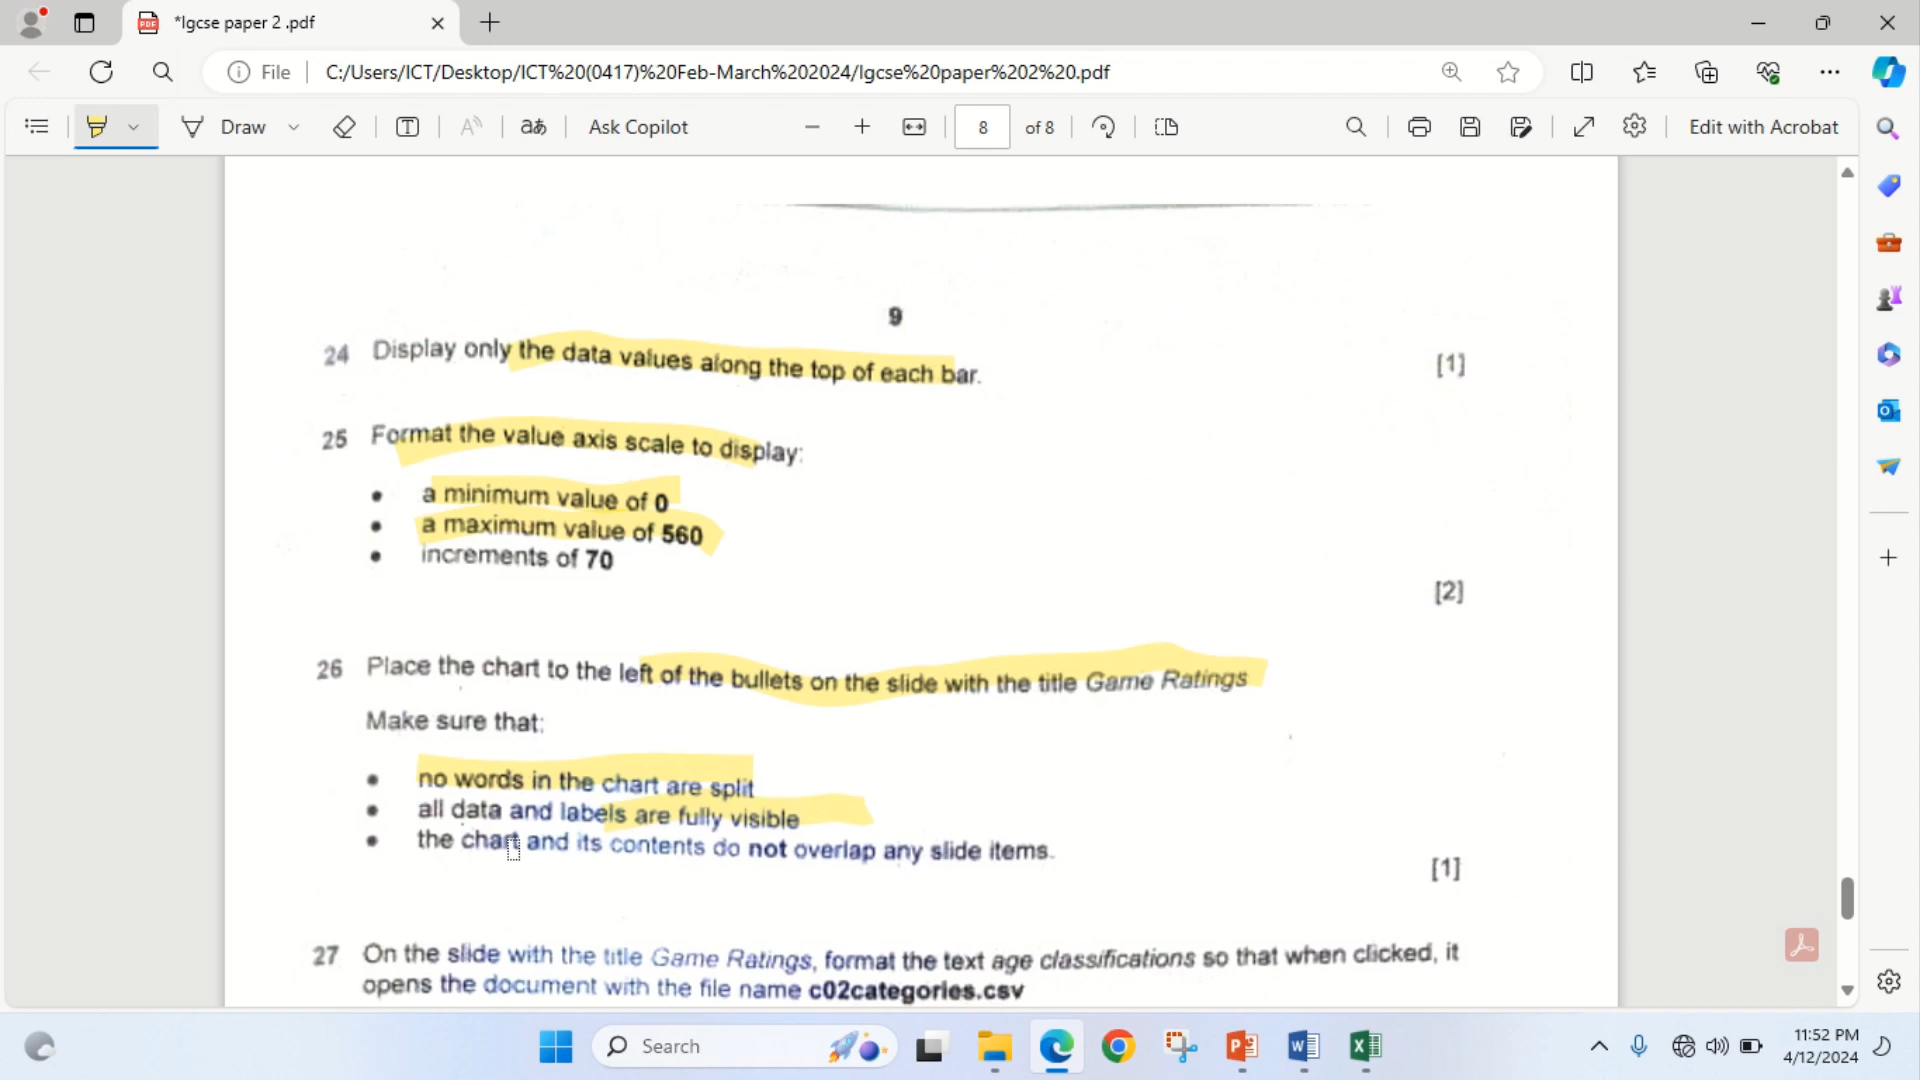 *Igcse paper 2 .pdf
File
C:/Users/ICT/Desktop/ICT%20(0417)%20Feb-March%202024/Igcse%20paper%202%20.pdf
Draw
Ask Copilot
8
of 8
Edit with Acrobat
9
24 Display only the data values along the top of each bar. [1]
25 Format the value axis scale to display:
• a minimum value of 0
• a maximum value of 560
• increments of 70
[2]
26 Place the chart to the left of the bullets on the slide with the title Game Ratings
Make sure that:
• no words in the chart are split
• all data and labels are fully visible
• the chart and its contents do not overlap any slide items.
[1]
27 On the slide with the title Game Ratings, format the text age classifications so that when clicked, it
opens the document with the file name c02categories.csv
Search
11:52 PM
4/12/2024